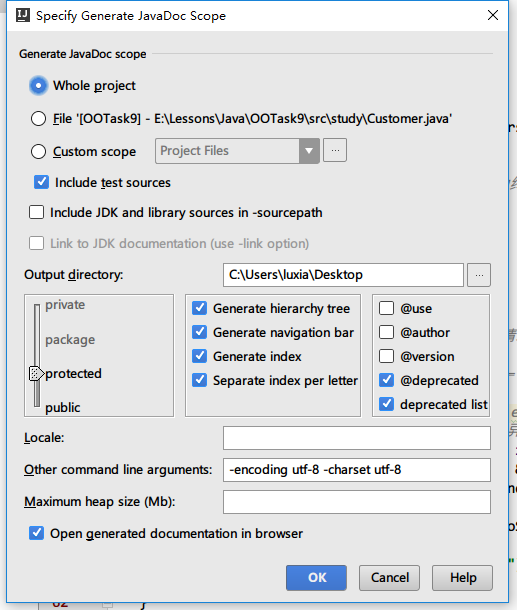 Specify Generate JavaDoc Scope
Generate JavaDoc scope
Whole project
File '[OOTask9] - E:\Lessons\Java\OOTask9\src\study\Customer.java'
Custom scope Project Files ...
Include test sources
Include JDK and library sources in -sourcepath
Link to JDK documentation (use -link option)
Output directory: C:\Users\luxia\Desktop ...
private
package
protected
public
Generate hierarchy tree
Generate navigation bar
Generate index
Separate index per letter
@use
@author
@version
@deprecated
deprecated list
Locale:
Other command line arguments: -encoding utf-8 -charset utf-8
Maximum heap size (Mb):
Open generated documentation in browser
OK Cancel Help